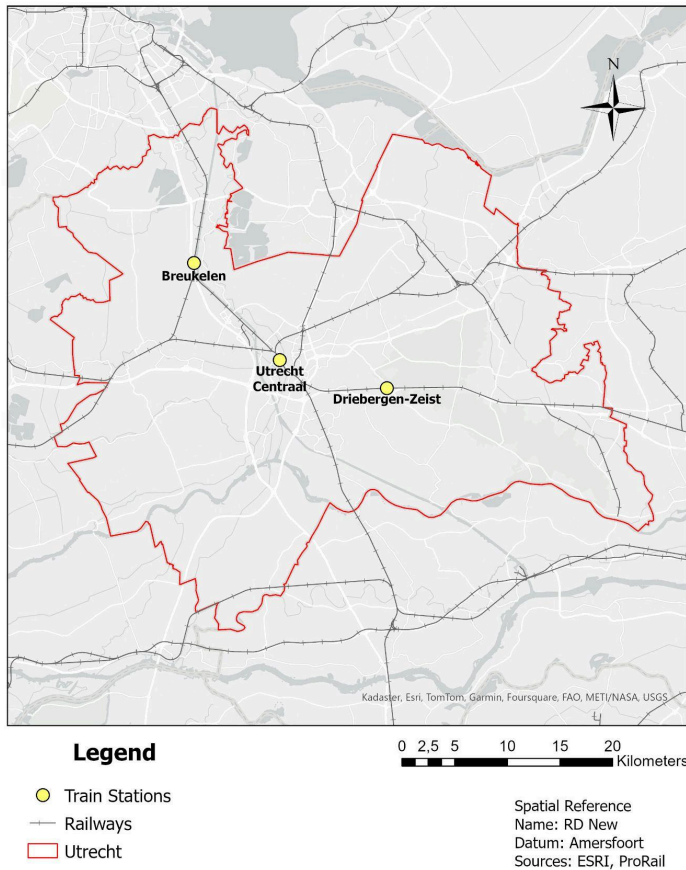 N
Breukelen
Utrecht
Centraal
Driebergen-Zeist
Kadaster, Esri, TomTom, Garmin, Foursquare, FAO, METI/NASA, USGS
Legend
Train Stations
Railways
Utrecht
0 2,5 5 10 15 20
Kilometers
Spatial Reference
Name: RD New
Datum: Amersfoort
Sources: ESRI, ProRail